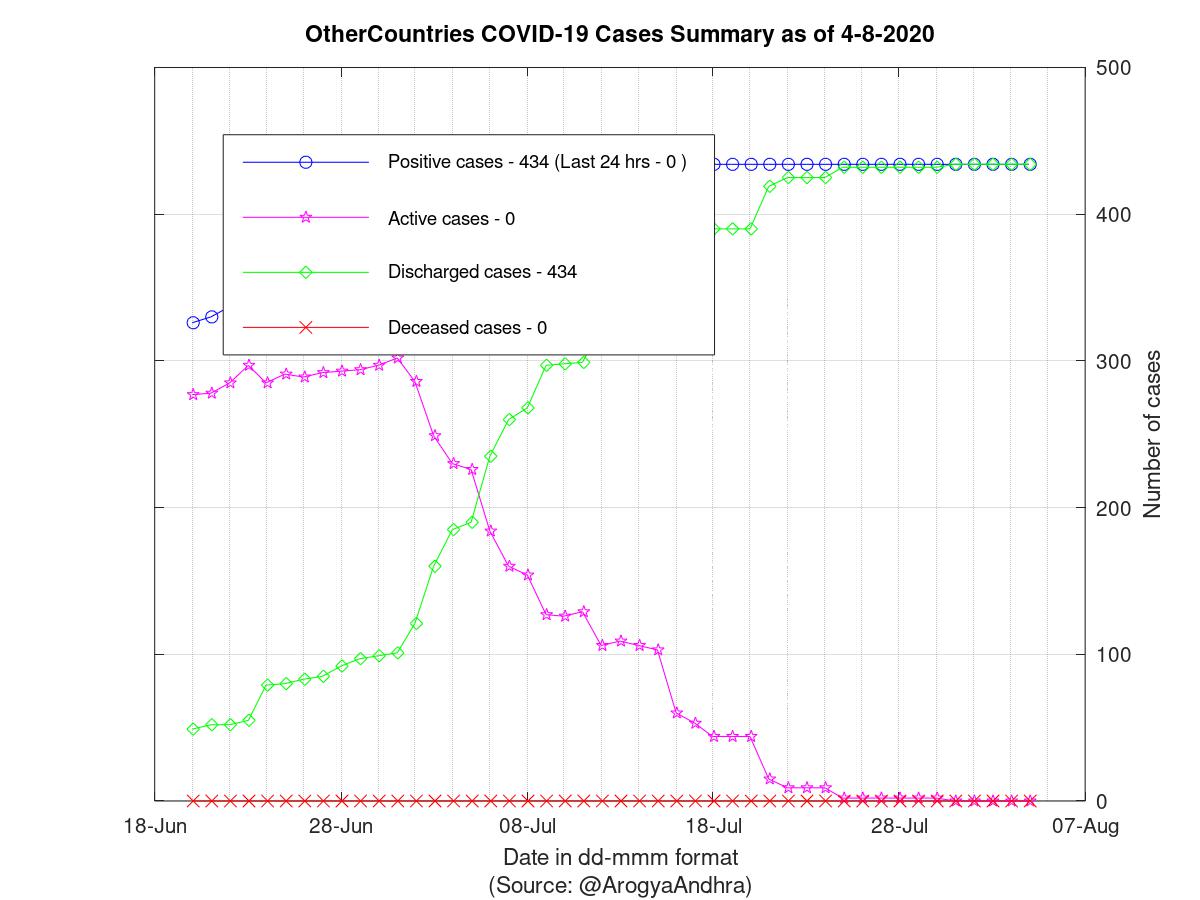 OtherCountries COVID-19 Cases Summary as of 4-8-2020
500
400
300
200
100
0
Number of cases
Positive cases - 434 (Last 24 hrs - 0 )
Active cases - 0
Discharged cases - 434
Deceased cases - 0
18-Jun 28-Jun 08-Jul 18-Jul 28-Jul 07-Aug
Date in dd-mmm format
(Source: @ArogyaAndhra)